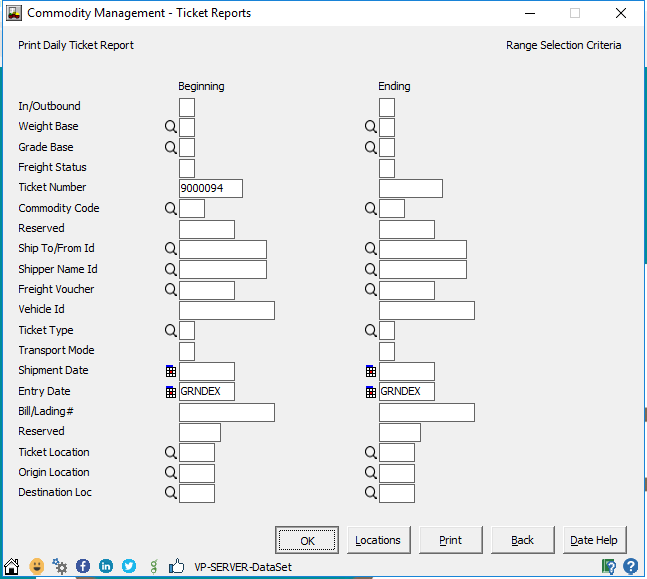 Commodity Management - Ticket Reports
Print Daily Ticket Report Range Selection Criteria
Beginning Ending
In/Outbound
Weight Base
Grade Base
Freight Status
Ticket Number 9000094
Commodity Code
Reserved
Ship To/From Id
Shipper Name Id
Freight Voucher
Vehicle Id
Ticket Type
Transport Mode
Shipment Date
Entry Date GRNDEX GRNDEX
Bill/Lading#
Reserved
Ticket Location
Origin Location
Destination Loc
OK Locations Print Back Date Help
VP-SERVER-DataSet